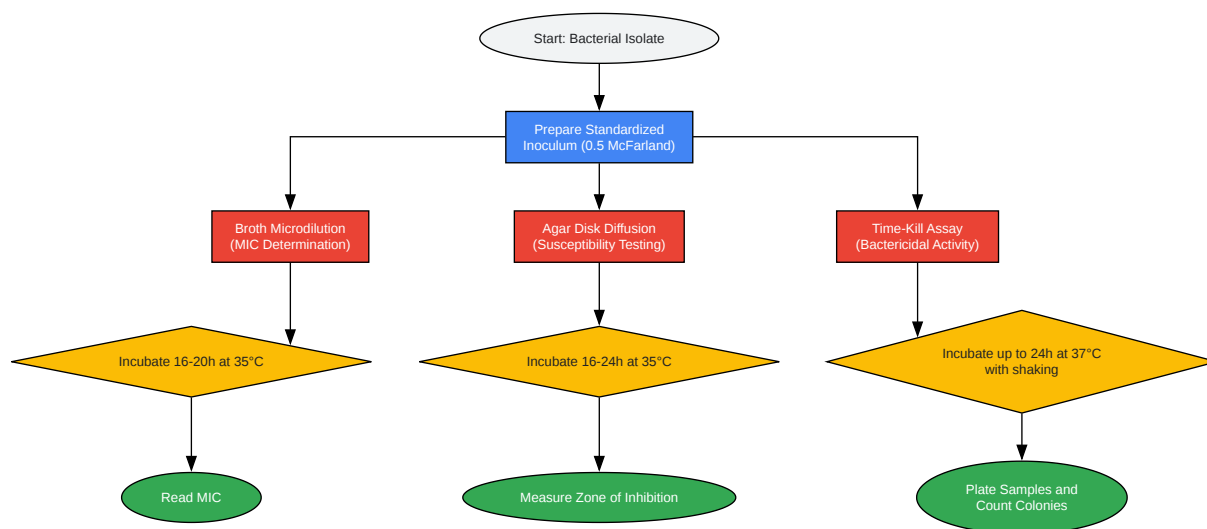 Start: Bacterial Isolate
Prepare Standardized
Inoculum (0.5 McFarland)
Broth Microdilution
(MIC Determination)
Agar Disk Diffusion
(Susceptibility Testing)
Time-Kill Assay
(Bactericidal Activity)
Incubate 16-20h at 35°C
Incubate 16-24h at 35°C
Incubate up to 24h at 37°C
with shaking
Read MIC
Measure Zone of Inhibition
Plate Samples and
Count Colonies